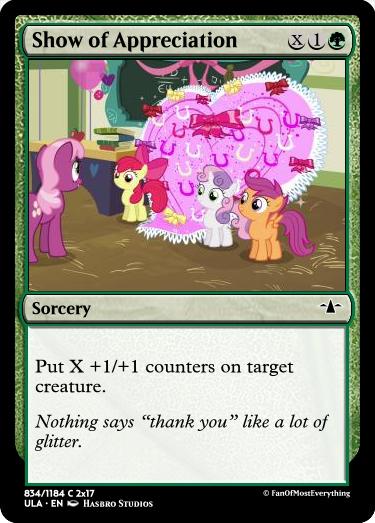 Show of Appreciation X 1
Sorcery
Put X +1/+1 counters on target
creature.
Nothing says “thank you” like a lot of
glitter.
834/1184 C 2x17
ULA • EN HASBRO STUDIOS © FanOfMostEverything